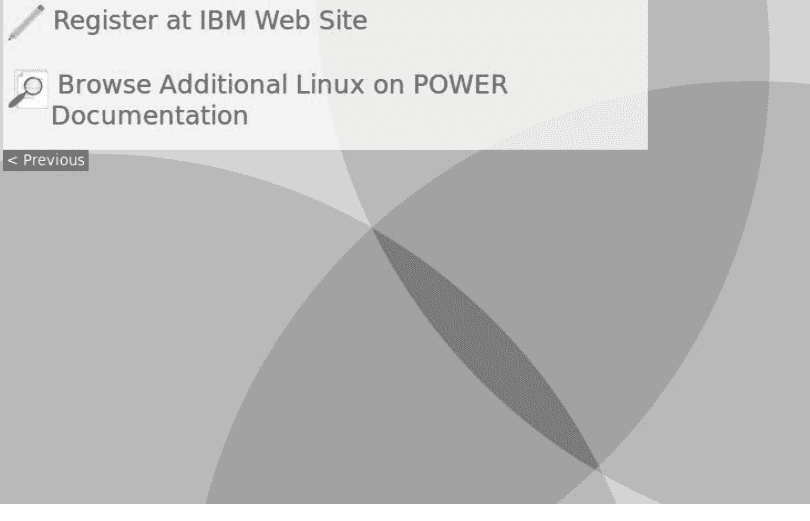 Register at IBM Web Site
Browse Additional Linux on POWER
Documentation
< Previous